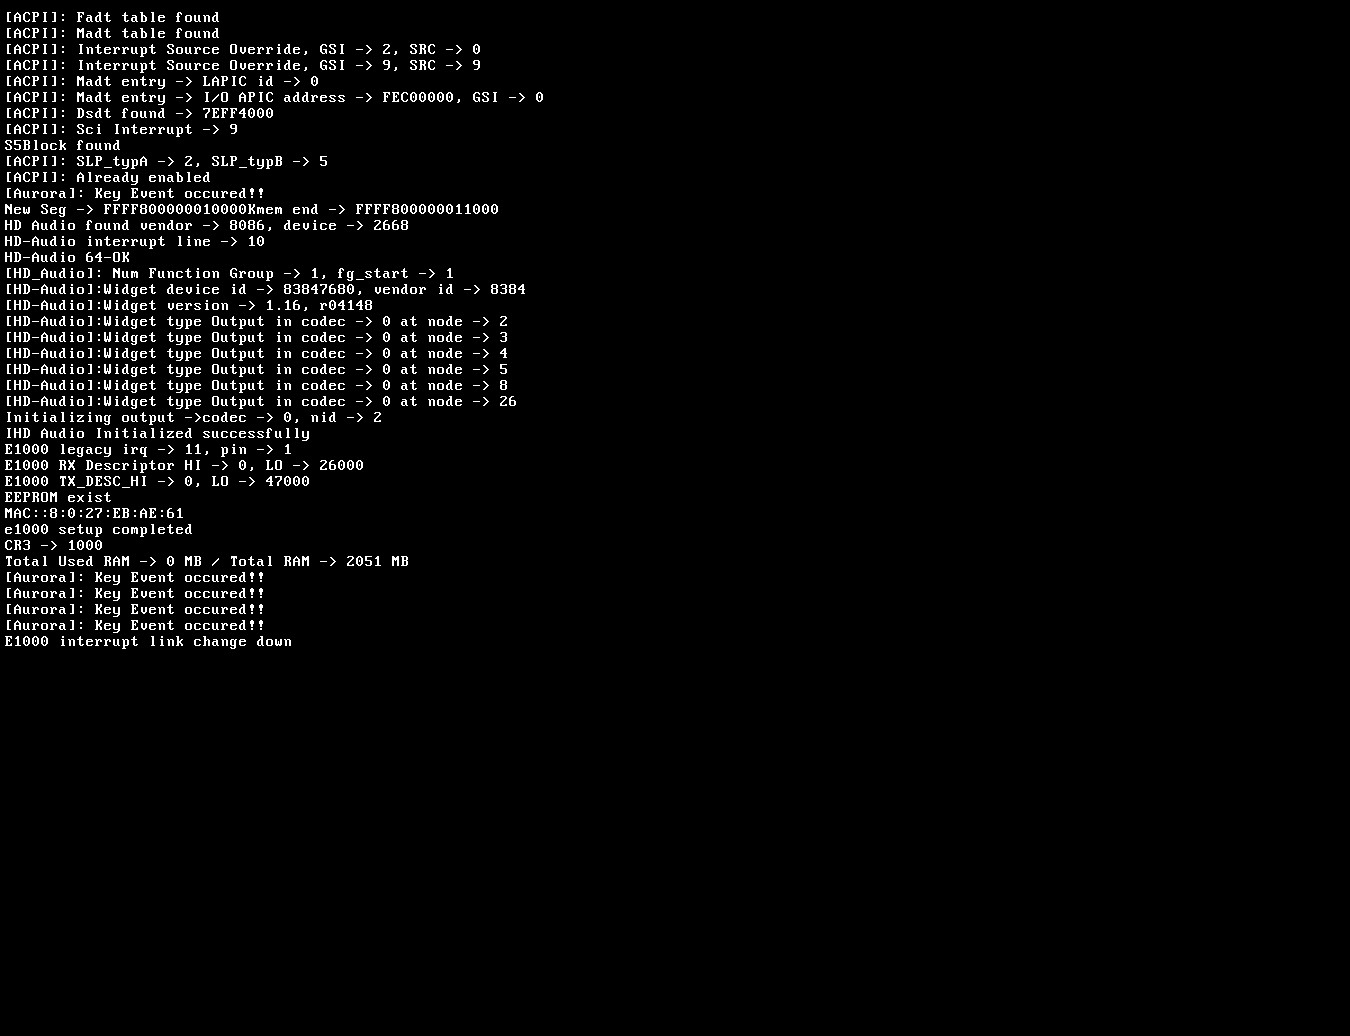 [ACPI]: Fadt table found
[ACPI]: Madt table found
[ACPI]: Interrupt Source Override, GSI -> 2, SRC -> 0
[ACPI]: Interrupt Source Override, GSI -> 9, SRC -> 9
[ACPI]: Madt entry -> LAPIC id -> 0
[ACPI]: Madt entry -> I/O APIC address -> FEC00000, GSI -> 0
[ACPI]: Dsdt found -> 7EFF4000
[ACPI]: Sci Interrupt -> 9
S5Block found
[ACPI]: SLP_typA -> 2, SLP_typB -> 5
[ACPI]: Already enabled
[Aurora]: Key Event occured!!
New Seg -> FFFF800000010000Kmem end -> FFFF800000011000
HD Audio found vendor -> 8086, device -> 2668
HD-Audio interrupt line -> 10
HD-Audio 64-OK
[HD_Audio]: Num Function Group -> 1, fg_start -> 1
[HD-Audio]:Widget device id -> 83847680, vendor id -> 8384
[HD-Audio]:Widget version -> 1.16, r04148
[HD-Audio]:Widget type Output in codec -> 0 at node -> 2
[HD-Audio]:Widget type Output in codec -> 0 at node -> 3
[HD-Audio]:Widget type Output in codec -> 0 at node -> 4
[HD-Audio]:Widget type Output in codec -> 0 at node -> 5
[HD-Audio]:Widget type Output in codec -> 0 at node -> 8
[HD-Audio]:Widget type Output in codec -> 0 at node -> 26
Initializing output ->codec -> 0, nid -> 2
IHD Audio Initialized successfully
E1000 legacy irq -> 11, pin -> 1
E1000 RX Descriptor HI -> 0, LO -> 26000
E1000 TX_DESC_HI -> 0, LO -> 47000
EEPROM exist
MAC::8:0:27:EB:AE:61
e1000 setup completed
CR3 -> 1000
Total Used RAM -> 0 MB / Total RAM -> 2051 MB
[Aurora]: Key Event occured!!
[Aurora]: Key Event occured!!
[Aurora]: Key Event occured!!
[Aurora]: Key Event occured!!
E1000 interrupt link change down